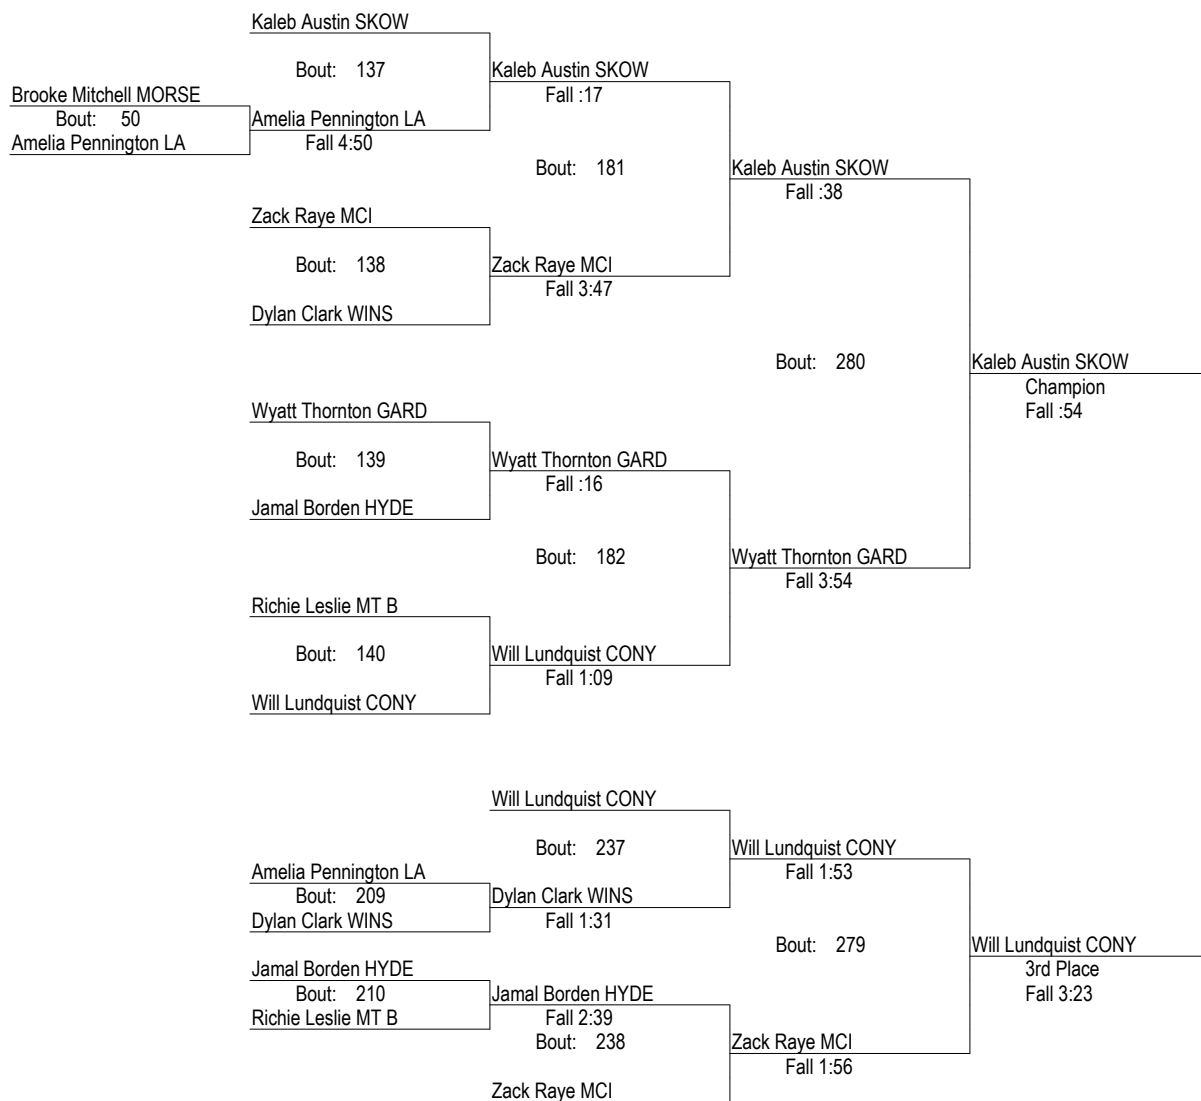 Kaleb Austin SKOW
Bout: 137
Kaleb Austin SKOW
Fall :17
Brooke Mitchell MORSE
Bout: 50
Amelia Pennington LA
Amelia Pennington LA
Fall 4:50
Bout: 181
Kaleb Austin SKOW
Fall :38
Zack Raye MCI
Bout: 138
Zack Raye MCI
Fall 3:47
Dylan Clark WINS
Bout: 280
Kaleb Austin SKOW
Champion
Fall :54
Wyatt Thornton GARD
Bout: 139
Wyatt Thornton GARD
Fall :16
Jamal Borden HYDE
Bout: 182
Wyatt Thornton GARD
Fall 3:54
Richie Leslie MT B
Bout: 140
Will Lundquist CONY
Fall 1:09
Will Lundquist CONY
Will Lundquist CONY
Bout: 237
Will Lundquist CONY
Fall 1:53
Amelia Pennington LA
Bout: 209
Dylan Clark WINS
Dylan Clark WINS
Fall 1:31
Bout: 279
Will Lundquist CONY
3rd Place
Fall 3:23
Jamal Borden HYDE
Bout: 210
Richie Leslie MT B
Jamal Borden HYDE
Fall 2:39
Bout: 238
Zack Raye MCI
Fall 1:56
Zack Raye MCI